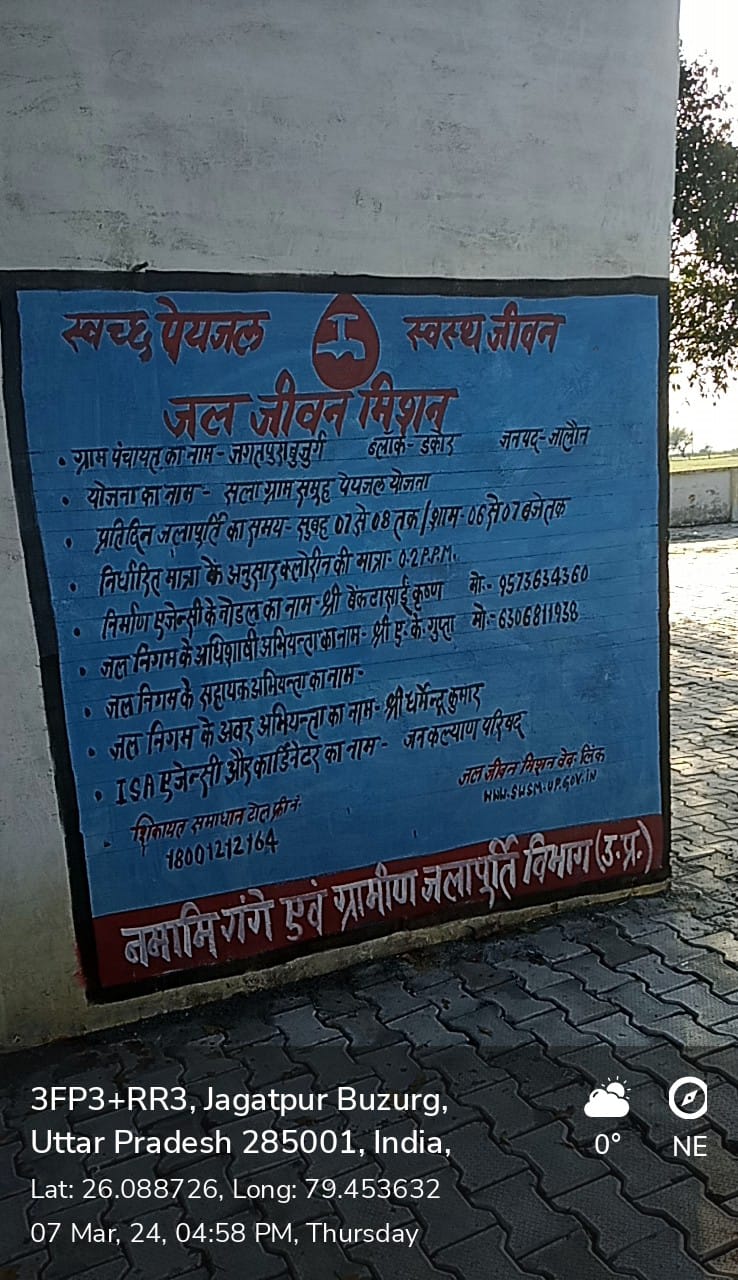 स्वच्छ पेयजल स्वस्थ जीवन
जल जीवन मिशन
• ग्राम पंचायत का नाम - जगतपुराबुजुर्ग ब्लाक - डकोर जनपद - जालौन
• योजना का नाम - सला ग्राम समूह पेयजल योजना
• प्रतिदिन जलापूर्ति का समय - सुबह 07 से 08 तक / शाम - 06 से 07 बजे तक
• निर्धारित मात्रा के अनुसार क्लोरीन की मात्रा - 0.2 P.P.M.
• निर्माण एजेन्सी के नोडल का नाम - श्री वेंकटासाई कृष्ण मो:- 9573634360
• जल निगम के अधिशाषी अभियन्ता का नाम - श्री ए. के. गुप्ता मो:- 6306811938
• जल निगम के सहायक अभियन्ता का नाम -
• जल निगम के अवर अभियन्ता का नाम - श्री धर्मेन्द्र कुमार
• ISA एजेन्सी और कार्डिनेटर का नाम - जन कल्याण परिषद्
• शिकायत समाधान टोल फ्री नं. जल जीवन मिशन वेब लिंक
18001212164 WWW.SWSM.UP.GOV.IN
नमामि गंगे एवं ग्रामीण जलापूर्ति विभाग (उ.प्र.)
3FP3+RR3, Jagatpur Buzurg,
Uttar Pradesh 285001, India,
0° NE
Lat: 26.088726, Long: 79.453632
07 Mar, 24, 04:58 PM, Thursday